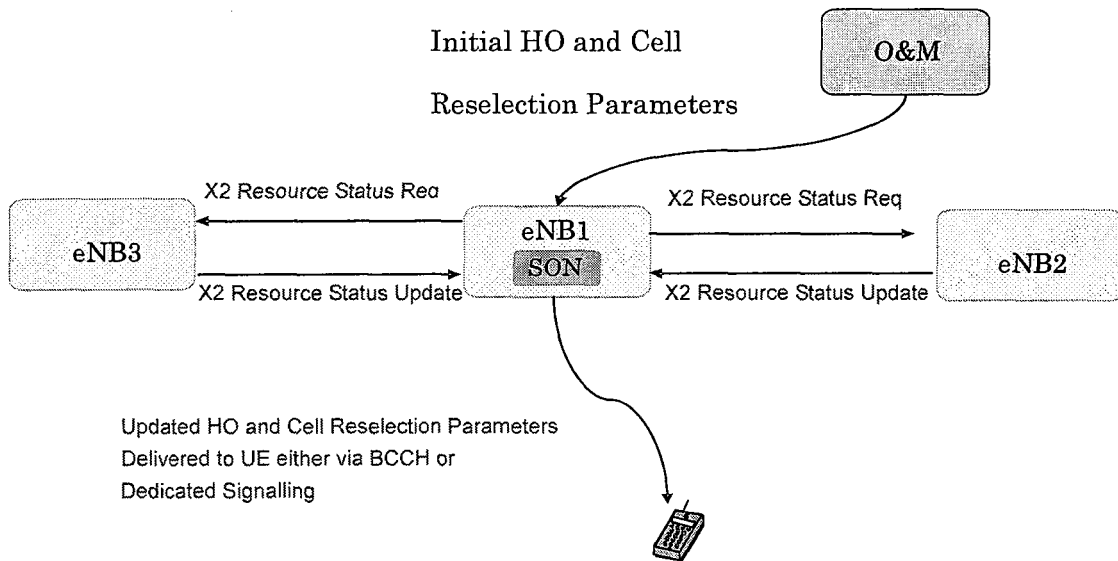 Initial HO and Cell
Reselection Parameters
O&M
X2 Resource Status Req
X2 Resource Status Req
eNB3
eNB1
SON
eNB2
X2 Resource Status Update
X2 Resource Status Update
Updated HO and Cell Reselection Parameters
Delivered to UE either via BCCH or
Dedicated Signalling